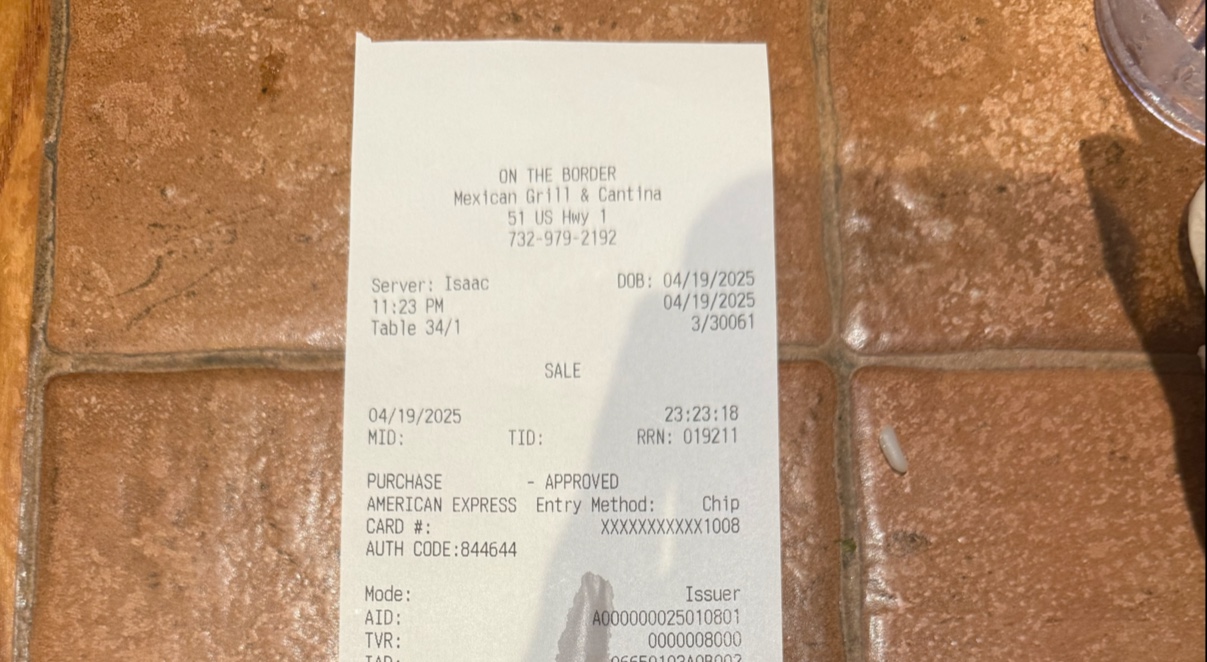 ON THE BORDER
Mexican Grill & Cantina
51 US Hwy 1
732-979-2192
Server: Isaac DOB: 04/19/2025
11:23 PM 04/19/2025
Table 34/1 3/30061
SALE
04/19/2025 23:23:18
MID: TID: RRN: 019211
PURCHASE - APPROVED
AMERICAN EXPRESS Entry Method: Chip
CARD #: XXXXXXXXXXX1008
AUTH CODE:844644
Mode: Issuer
AID: A000000025010801
TVR: 0000008000